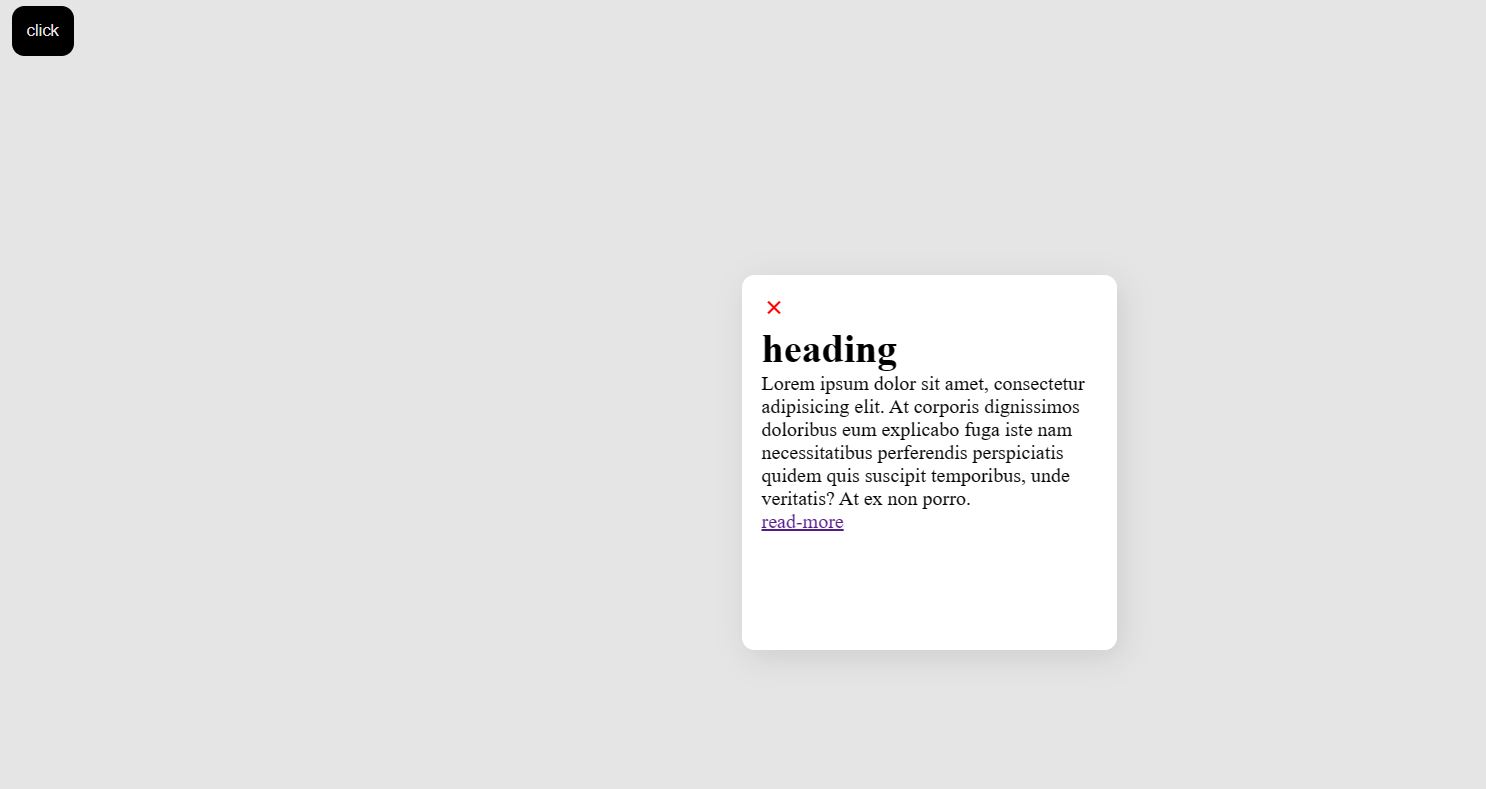 click
✕
heading
Lorem ipsum dolor sit amet, consectetur
adipisicing elit. At corporis dignissimos
doloribus eum explicabo fuga iste nam
necessitatibus perferendis perspiciatis
quidem quis suscipit temporibus, unde
veritatis? At ex non porro.
read-more